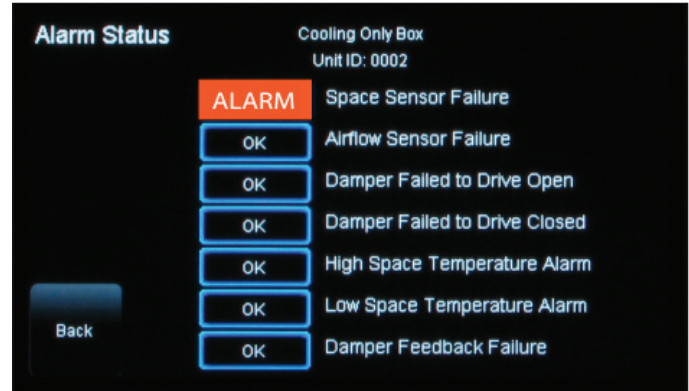 Alarm Status
Cooling Only Box
Unit ID: 0002
ALARM Space Sensor Failure
OK Airflow Sensor Failure
OK Damper Failed to Drive Open
OK Damper Failed to Drive Closed
OK High Space Temperature Alarm
OK Low Space Temperature Alarm
OK Damper Feedback Failure
Back